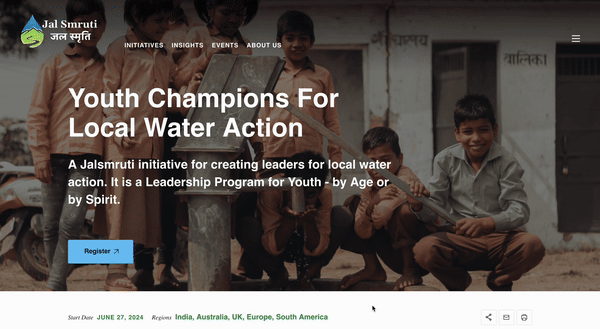 Jal Smruti
जल स्मृति
INITIATIVES INSIGHTS EVENTS ABOUT US
बालिका
Youth Champions For
Local Water Action
A Jalsmruti initiative for creating leaders for local water
action. It is a Leadership Program for Youth - by Age or
by Spirit.
Register
Start Date JUNE 27, 2024 Regions India, Australia, UK, Europe, South America